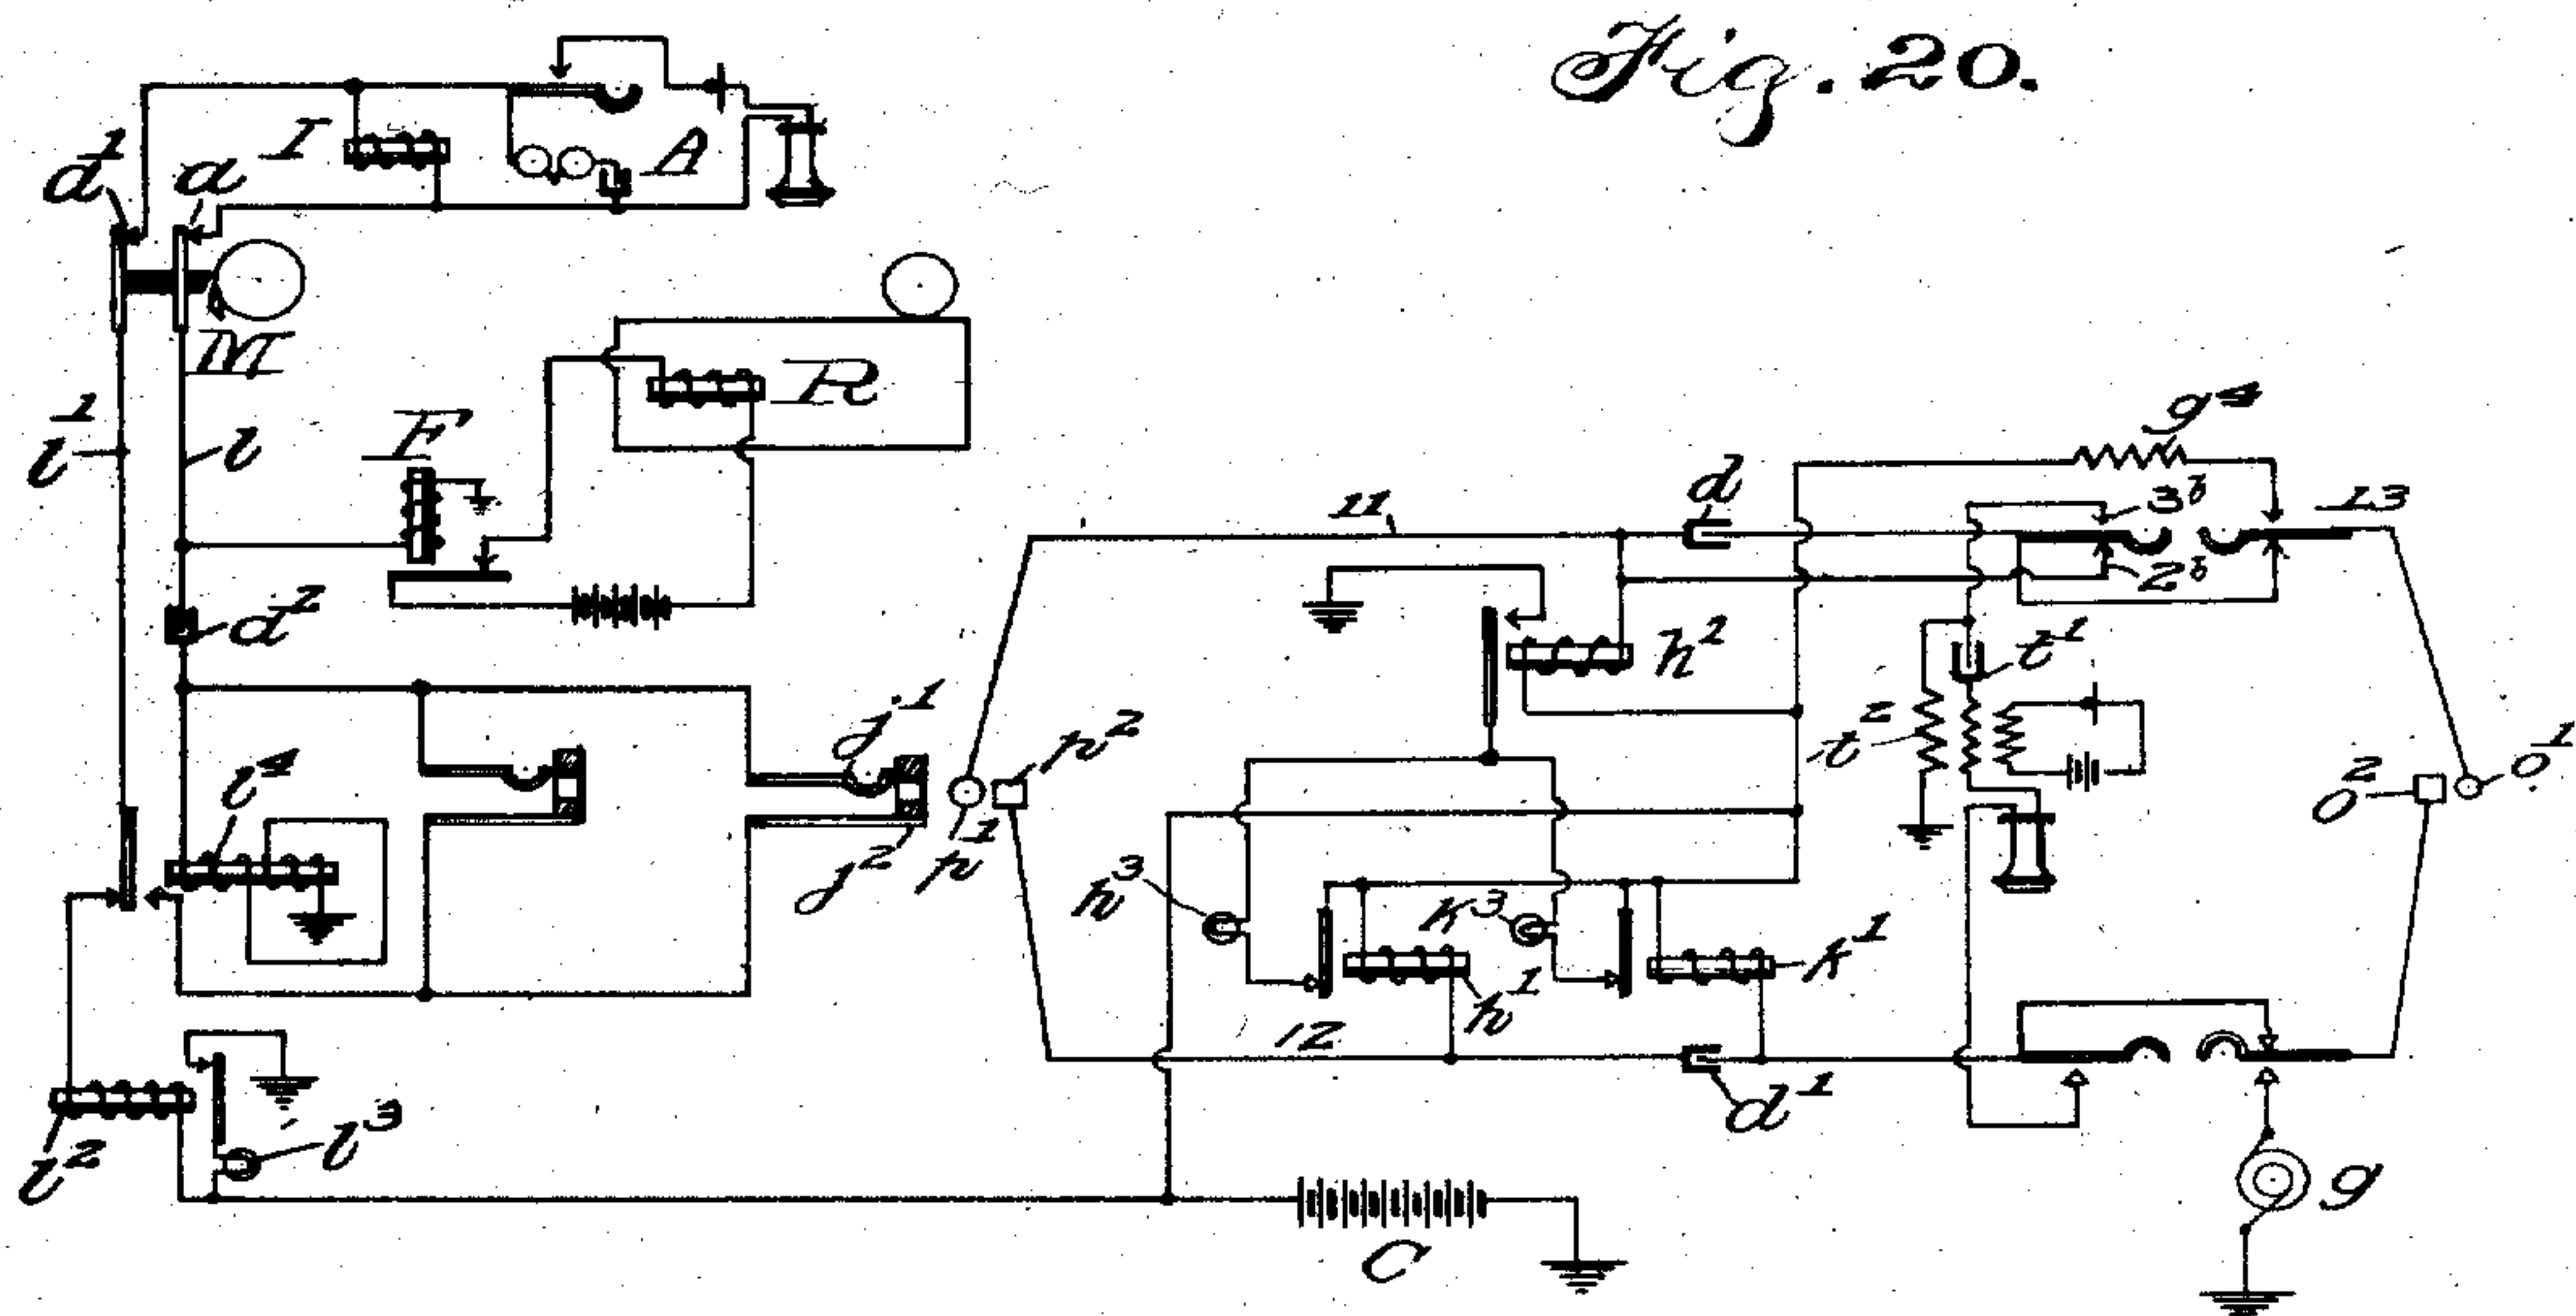 Fig. 20.
d¹
a
I
A
M
l¹
l
F
R
d²
l⁴
j¹
j²
p¹
p²
l²
l³
11
d
g⁴
13
3ᵇ
2ᵇ
h²
t¹
t²
o²
o¹
h³
k³
h¹
k¹
12
d¹
C
g